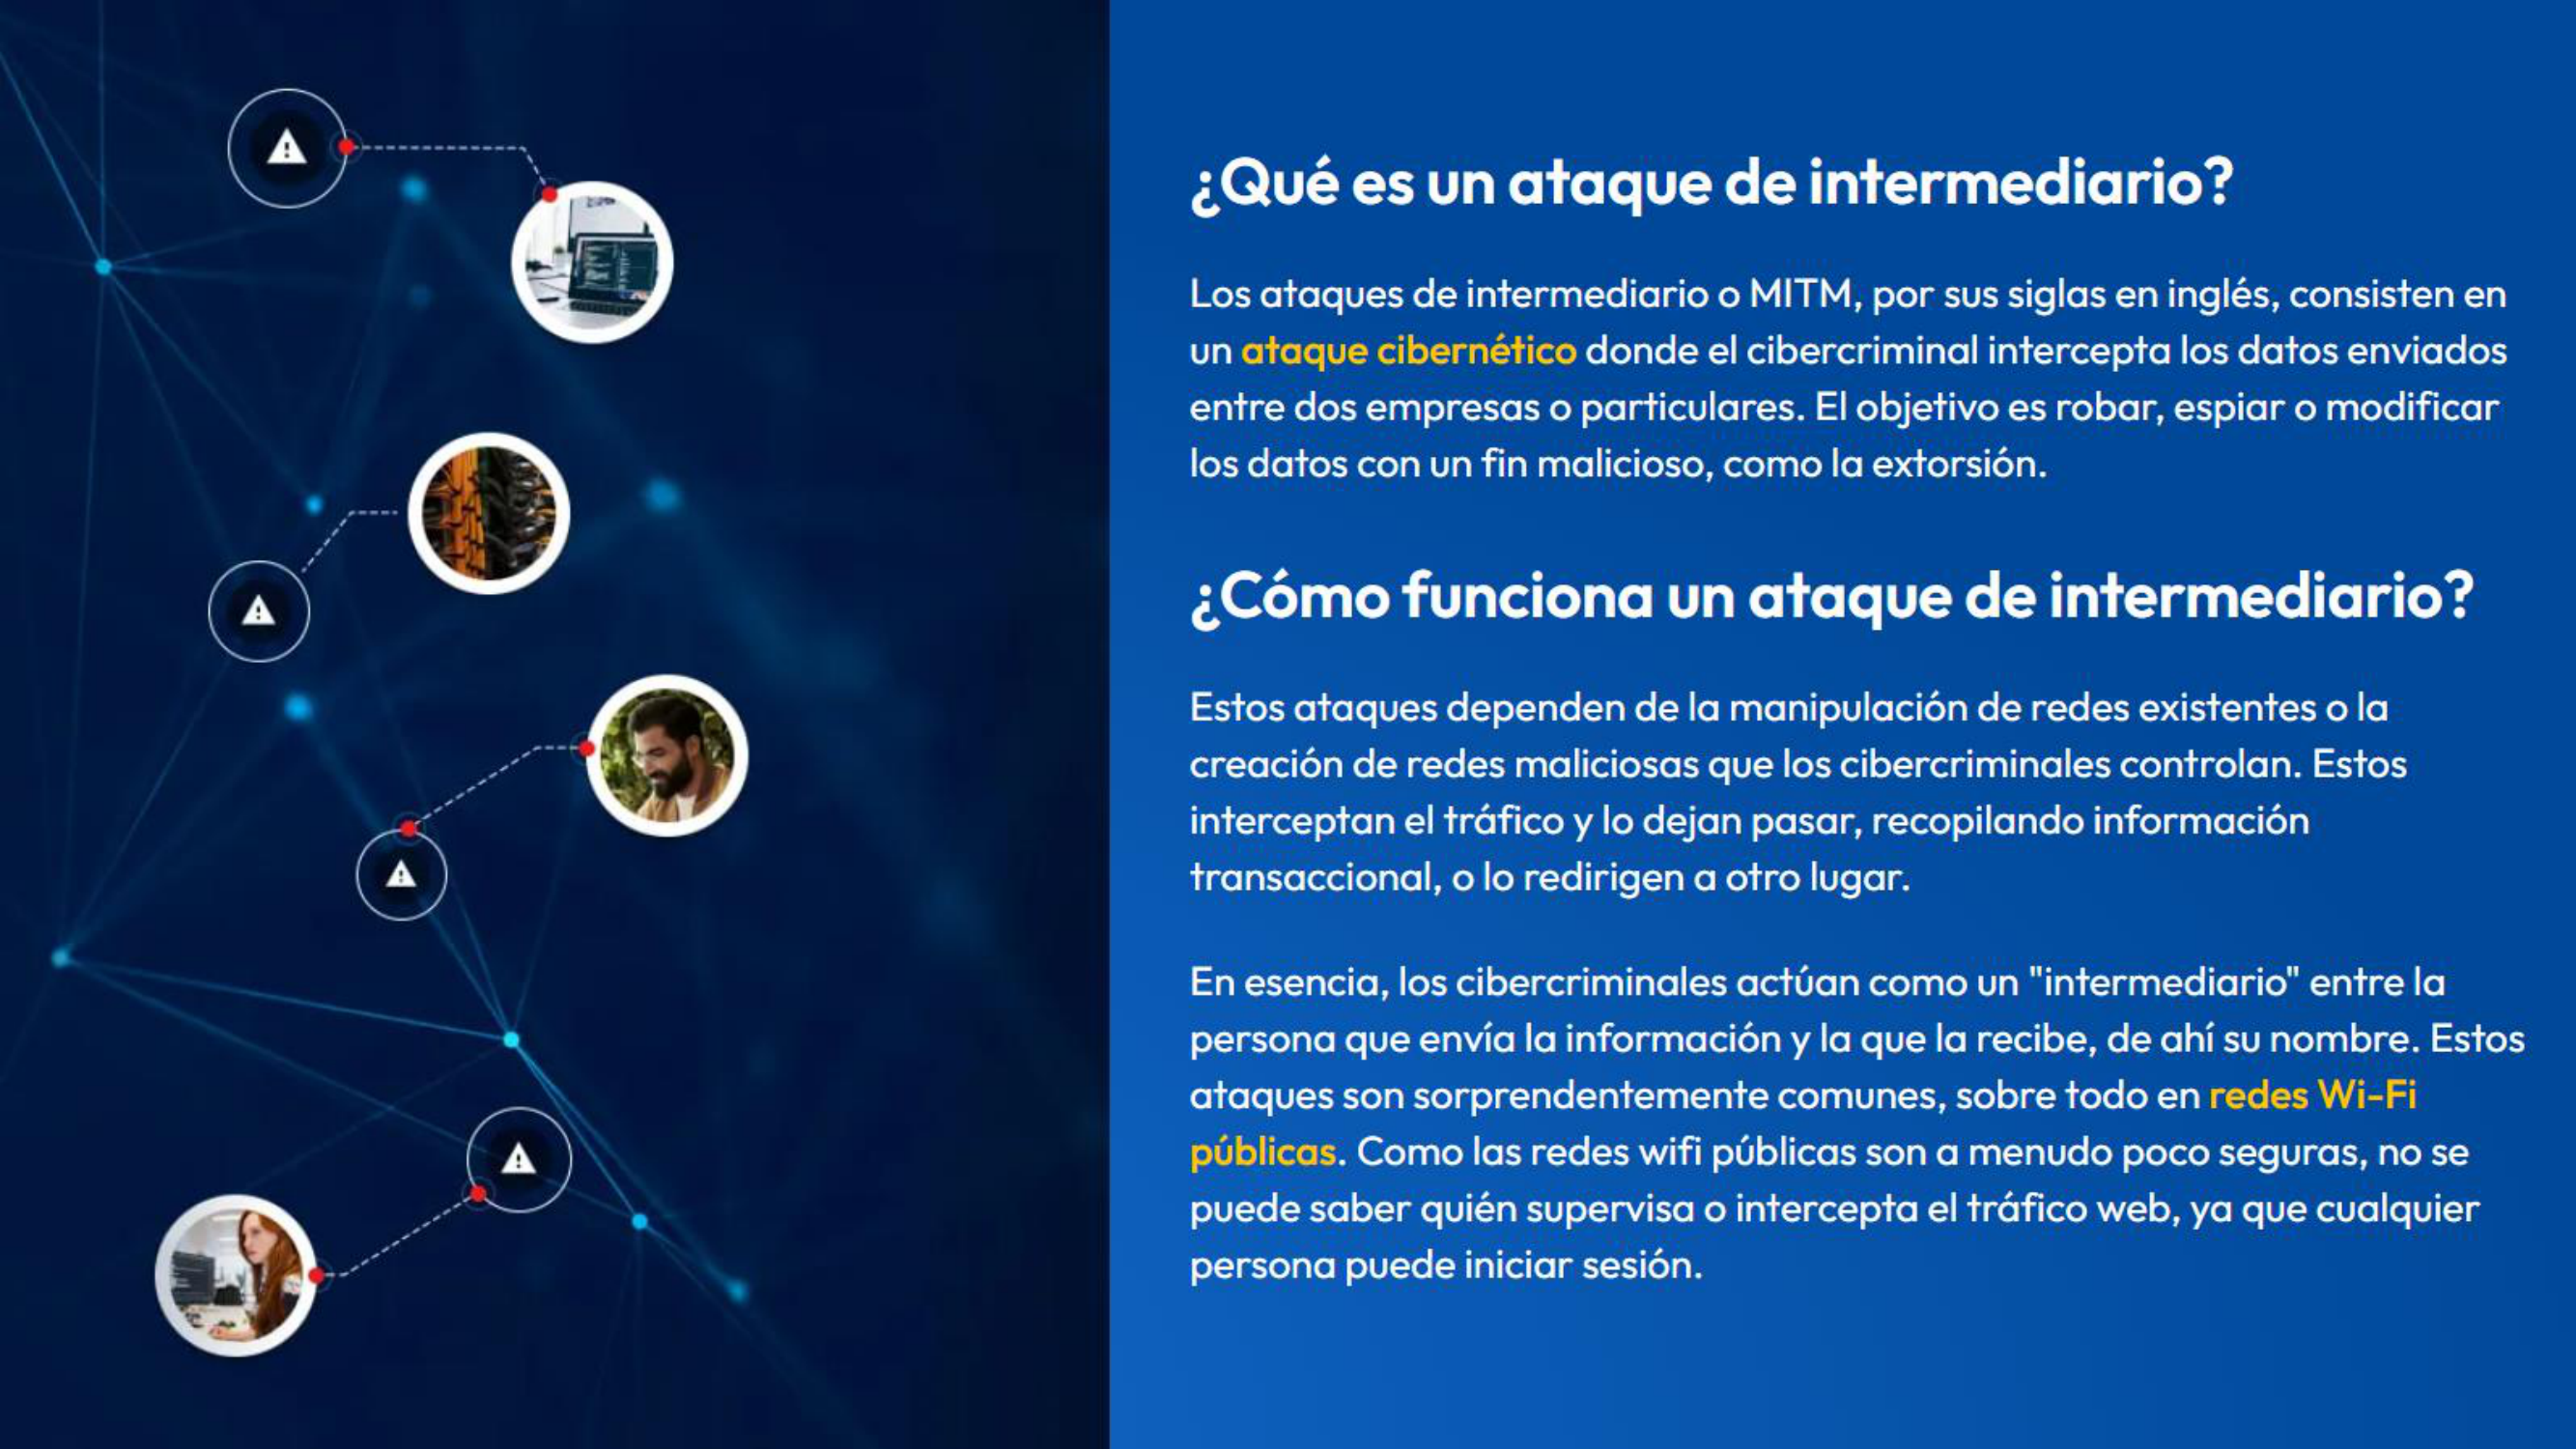 ¿Qué es un ataque de intermediario?
Los ataques de intermediario o MITM, por sus siglas en inglés, consisten en
un ataque cibernético donde el cibercriminal intercepta los datos enviados
entre dos empresas o particulares. El objetivo es robar, espiar o modificar
los datos con un fin malicioso, como la extorsión.
¿Cómo funciona un ataque de intermediario?
Estos ataques dependen de la manipulación de redes existentes o la
creación de redes maliciosas que los cibercriminales controlan. Estos
interceptan el tráfico y lo dejan pasar, recopilando información
transaccional, o lo redirigen a otro lugar.
En esencia, los cibercriminales actúan como un "intermediario" entre la
persona que envía la información y la que la recibe, de ahí su nombre. Estos
ataques son sorprendentemente comunes, sobre todo en redes Wi-Fi
públicas. Como las redes wifi públicas son a menudo poco seguras, no se
puede saber quién supervisa o intercepta el tráfico web, ya que cualquier
persona puede iniciar sesión.